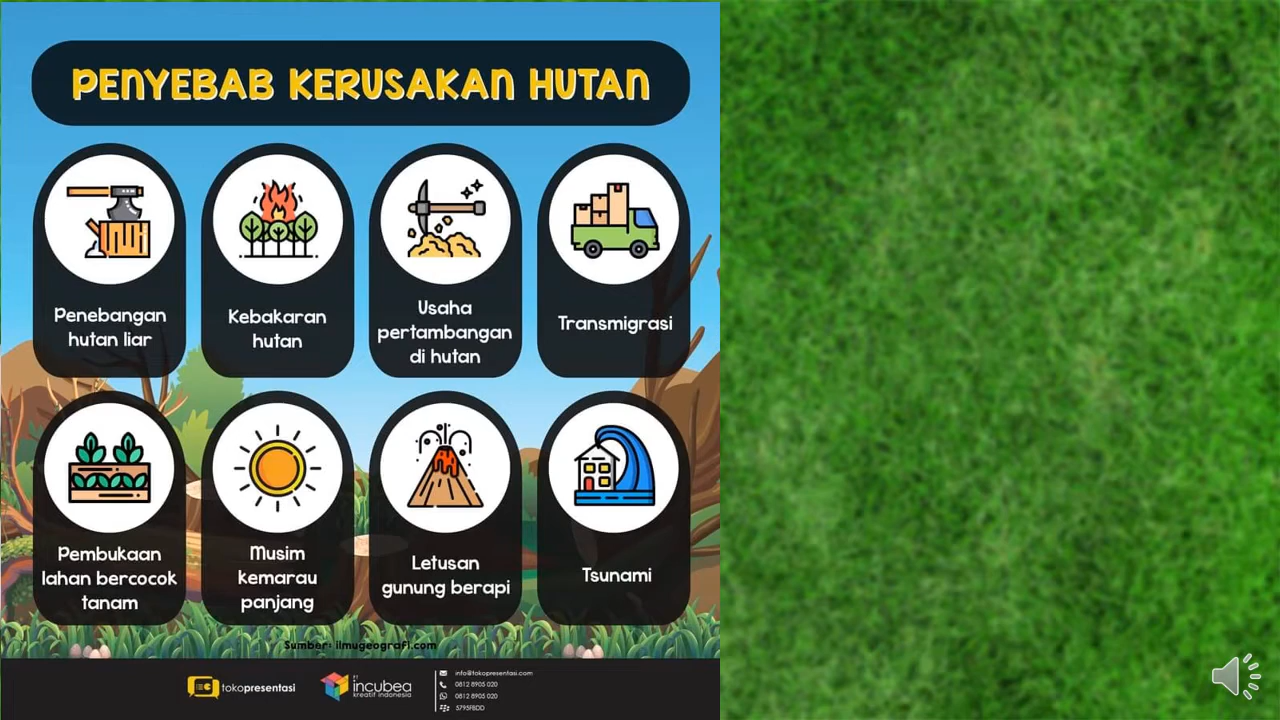 PENYEBAB KERUSAKAN HUTAN
Penebangan
hutan liar
Kebakaran
hutan
Usaha
pertambangan
di hutan
Transmigrasi
Pembukaan
lahan bercocok
tanam
Musim
kemarau
panjang
Letusan
gunung berapi
Tsunami
Sumber: ilmugeografi.com
tokopresentasi
PT
incubea
kreatif indonesia
info@tokopresentasi.com
0812 8905 020
0812 8905 020
5795FBDD